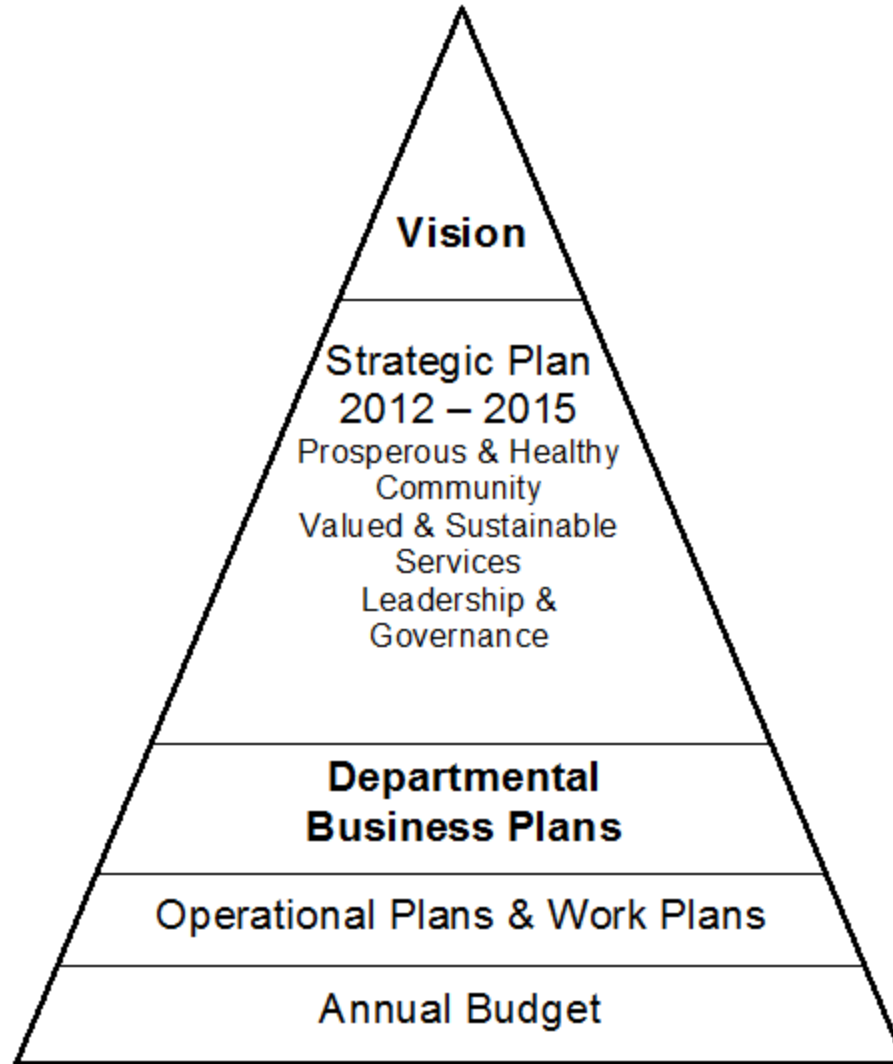 Vision
Strategic Plan
2012 – 2015
Prosperous & Healthy
Community
Valued & Sustainable
Services
Leadership &
Governance
Departmental
Business Plans
Operational Plans & Work Plans
Annual Budget